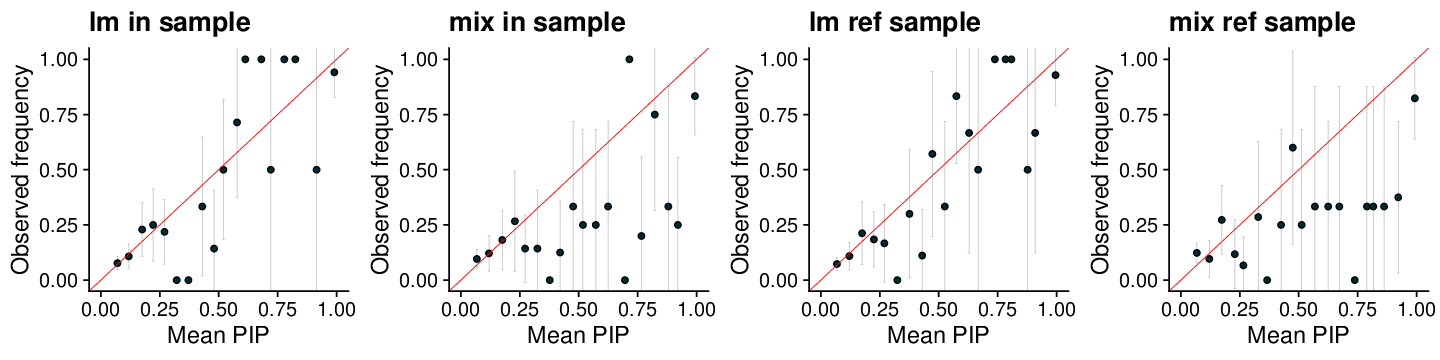 lm in sample
Observed frequency
1.00
0.75
0.50
0.25
0.00
0.00 0.25 0.50 0.75 1.00
Mean PIP
mix in sample
Observed frequency
1.00
0.75
0.50
0.25
0.00
0.00 0.25 0.50 0.75 1.00
Mean PIP
lm ref sample
Observed frequency
1.00
0.75
0.50
0.25
0.00
0.00 0.25 0.50 0.75 1.00
Mean PIP
mix ref sample
Observed frequency
1.00
0.75
0.50
0.25
0.00
0.00 0.25 0.50 0.75 1.00
Mean PIP